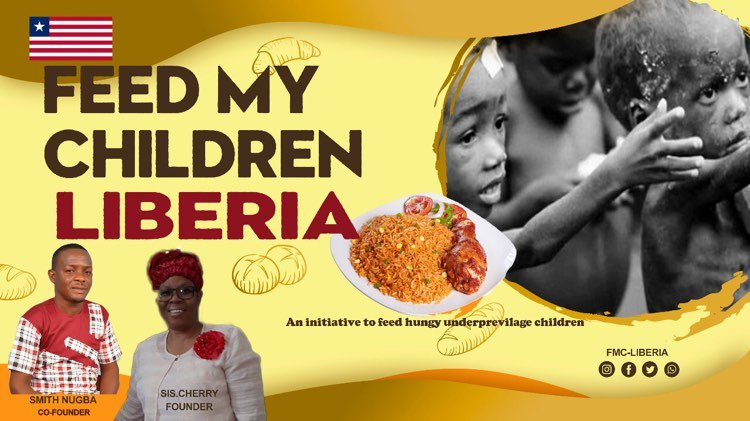 FEED MY
CHILDREN
LIBERIA
An initiative to feed hungy underprevilage children
FMC-LIBERIA
SMITH NUGBA
CO-FOUNDER
SIS.CHERRY
FOUNDER